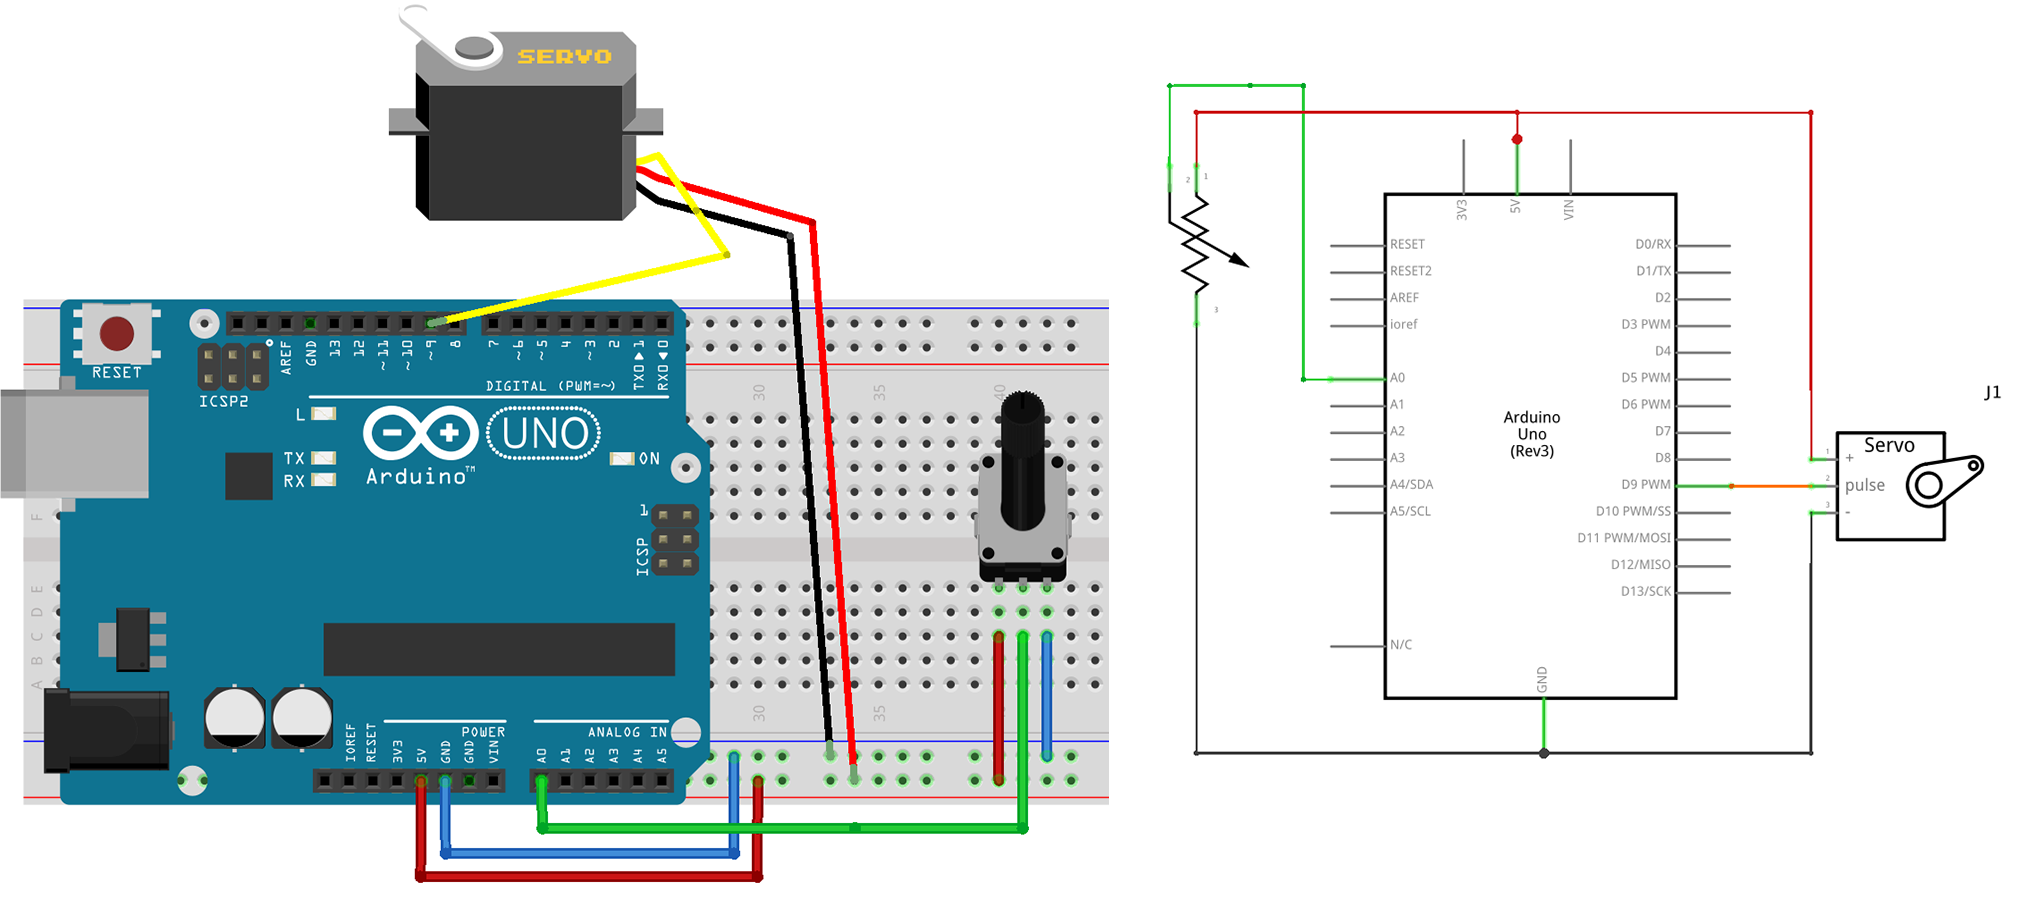 SERVO
RESET
ICSP2
AREF
GND
13
12
~11
~10
~9
8
7
~6
~5
4
~3
2
TX0 1
RX0 0
DIGITAL (PWM=~)
L
TX
RX
UNO
Arduino™
ON
1
ICSP
30
35
40
F
E
D
C
B
A
30
35
IOREF
RESET
3V3
5V
GND
GND
VIN
POWER
ANALOG IN
A0
A1
A2
A3
A4
A5
2
1
3
3V3
5V
VIN
RESET
RESET2
AREF
ioref
A0
A1
A2
A3
A4/SDA
A5/SCL
N/C
Arduino
Uno
(Rev3)
D0/RX
D1/TX
D2
D3 PWM
D4
D5 PWM
D6 PWM
D7
D8
D9 PWM
D10 PWM/SS
D11 PWM/MOSI
D12/MISO
D13/SCK
GND
J1
Servo
1
+
2
pulse
3
-